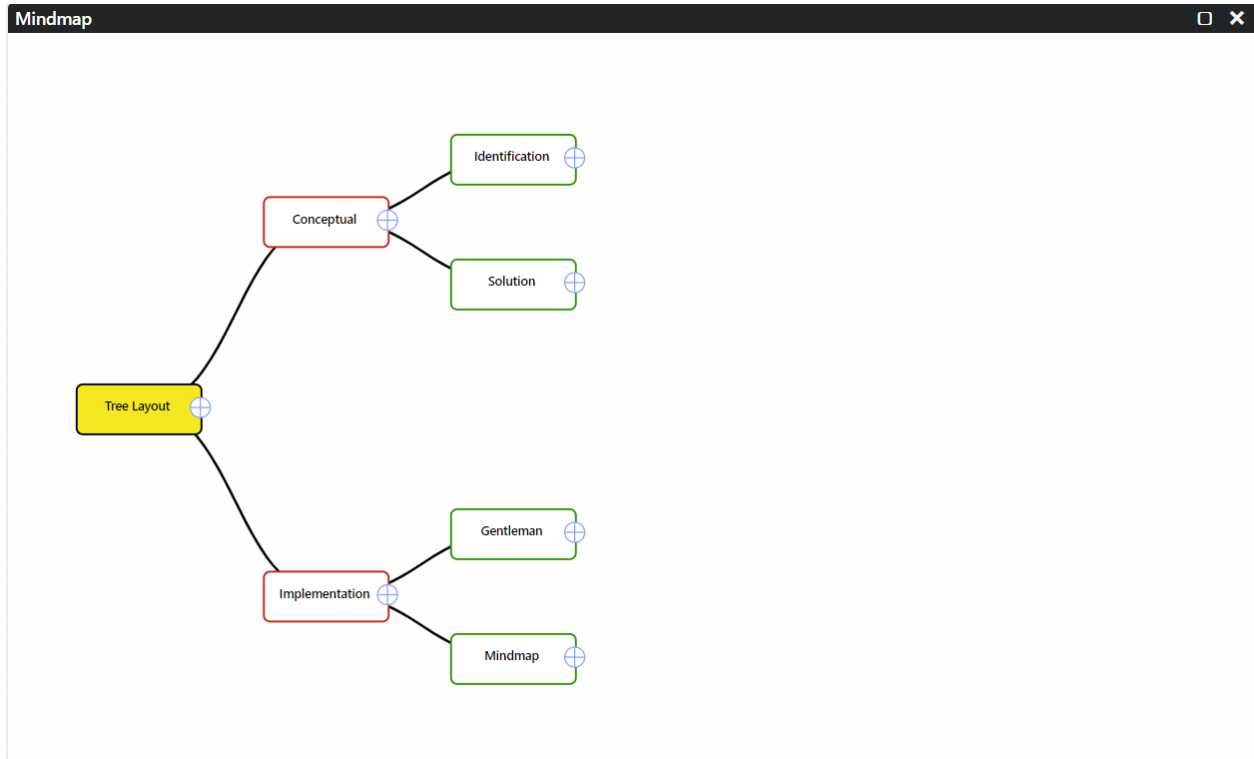 Mindmap
Identification
Conceptual
Solution
Tree Layout
Gentleman
Implementation
Mindmap